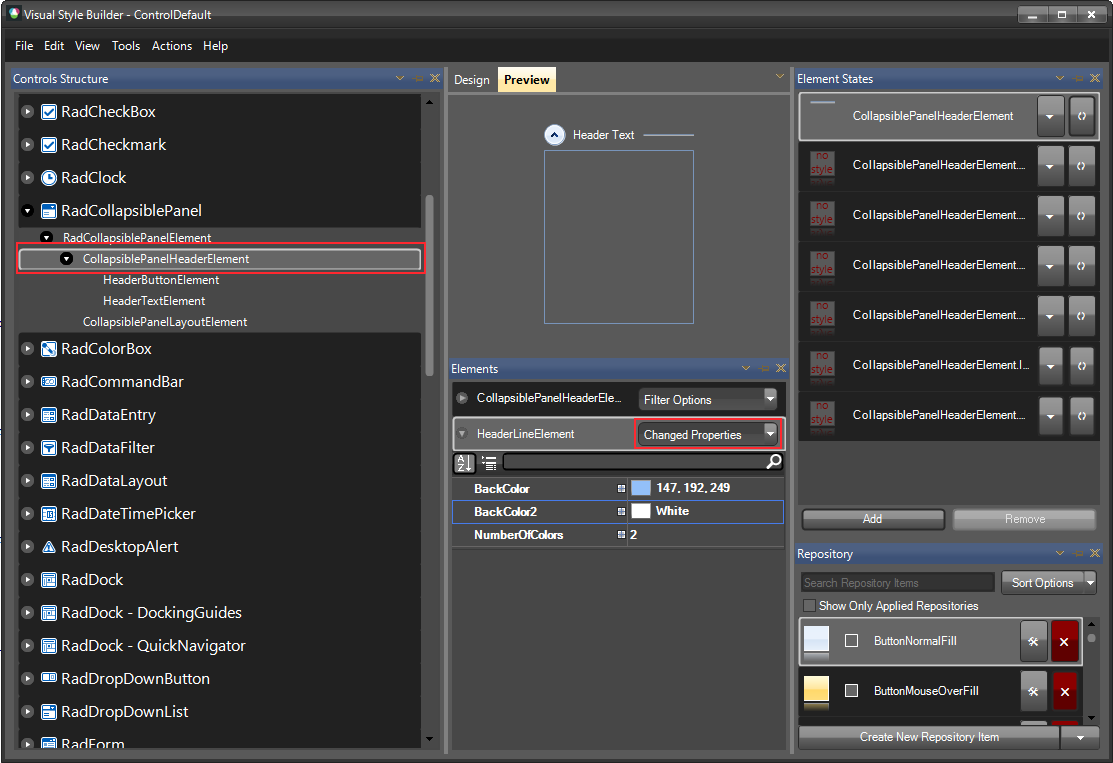 Visual Style Builder - ControlDefault
File Edit View Tools Actions Help
Controls Structure
RadCheckBox
RadCheckmark
RadClock
RadCollapsiblePanel
RadCollapsiblePanelElement
CollapsiblePanelHeaderElement
HeaderButtonElement
HeaderTextElement
CollapsiblePanelLayoutElement
RadColorBox
RadCommandBar
RadDataEntry
RadDataFilter
RadDataLayout
RadDateTimePicker
RadDesktopAlert
RadDock
RadDock - DockingGuides
RadDock - QuickNavigator
RadDropDownButton
RadDropDownList
RadForm
Design Preview
Header Text
Elements
CollapsiblePanelHeaderEle... Filter Options
HeaderLineElement Changed Properties
A
Z
BackColor 147, 192, 249
BackColor2 White
NumberOfColors 2
Element States
CollapsiblePanelHeaderElement
no style CollapsiblePanelHeaderElement....
no style CollapsiblePanelHeaderElement....
no style CollapsiblePanelHeaderElement....
no style CollapsiblePanelHeaderElement....
no style CollapsiblePanelHeaderElement.I...
no style CollapsiblePanelHeaderElement....
Add Remove
Repository
Search Repository Items Sort Options
Show Only Applied Repositories
ButtonNormalFill
ButtonMouseOverFill
Create New Repository Item